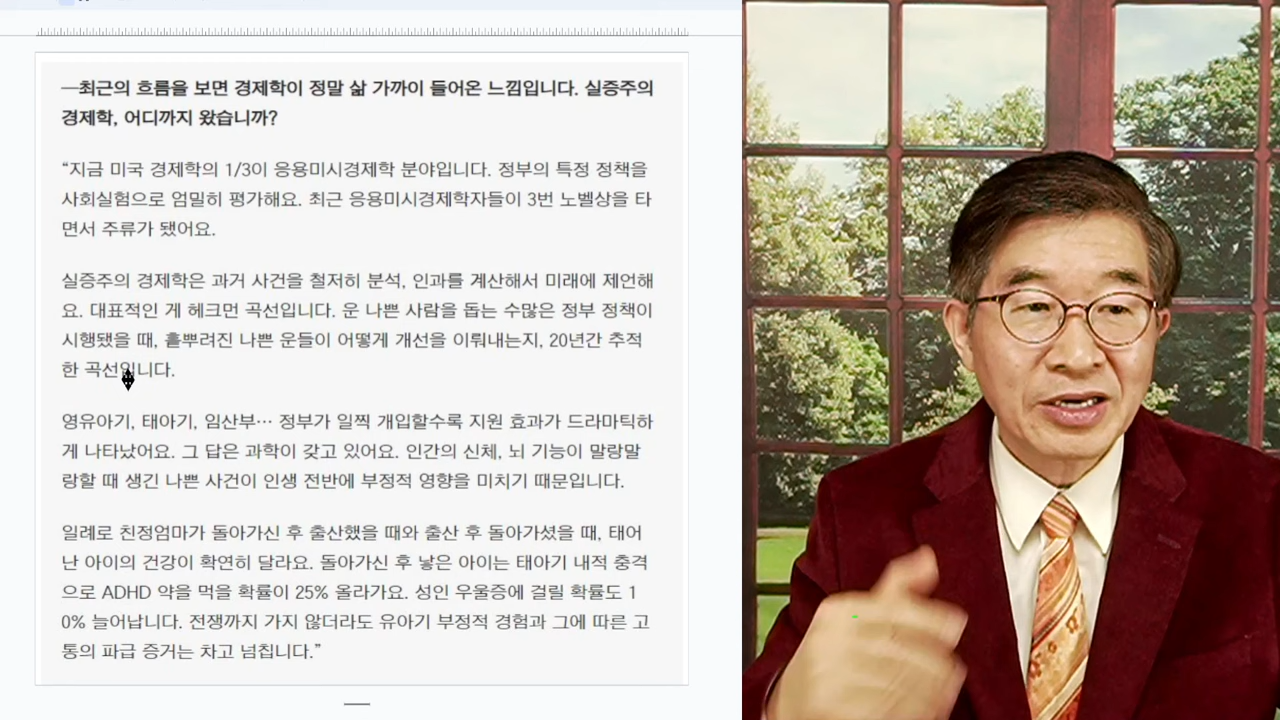 —최근의 흐름을 보면 경제학이 정말 삶 가까이 들어온 느낌입니다. 실증주의
경제학, 어디까지 왔습니까?
“지금 미국 경제학의 1/3이 응용미시경제학 분야입니다. 정부의 특정 정책을
사회실험으로 엄밀히 평가해요. 최근 응용미시경제학자들이 3번 노벨상을 타
면서 주류가 됐어요.
실증주의 경제학은 과거 사건을 철저히 분석, 인과를 계산해서 미래에 제언해
요. 대표적인 게 헤크먼 곡선입니다. 운 나쁜 사람을 돕는 수많은 정부 정책이
시행됐을 때, 흩뿌려진 나쁜 운들이 어떻게 개선을 이뤄내는지, 20년간 추적
한 곡선입니다.
영유아기, 태아기, 임산부… 정부가 일찍 개입할수록 지원 효과가 드라마틱하
게 나타났어요. 그 답은 과학이 갖고 있어요. 인간의 신체, 뇌 기능이 말랑말
랑할 때 생긴 나쁜 사건이 인생 전반에 부정적 영향을 미치기 때문입니다.
일례로 친정엄마가 돌아가신 후 출산했을 때와 출산 후 돌아가셨을 때, 태어
난 아이의 건강이 확연히 달라요. 돌아가신 후 낳은 아이는 태아기 내적 충격
으로 ADHD 약을 먹을 확률이 25% 올라가요. 성인 우울증에 걸릴 확률도 1
0% 늘어납니다. 전쟁까지 가지 않더라도 유아기 부정적 경험과 그에 따른 고
통의 파급 증거는 차고 넘칩니다.”